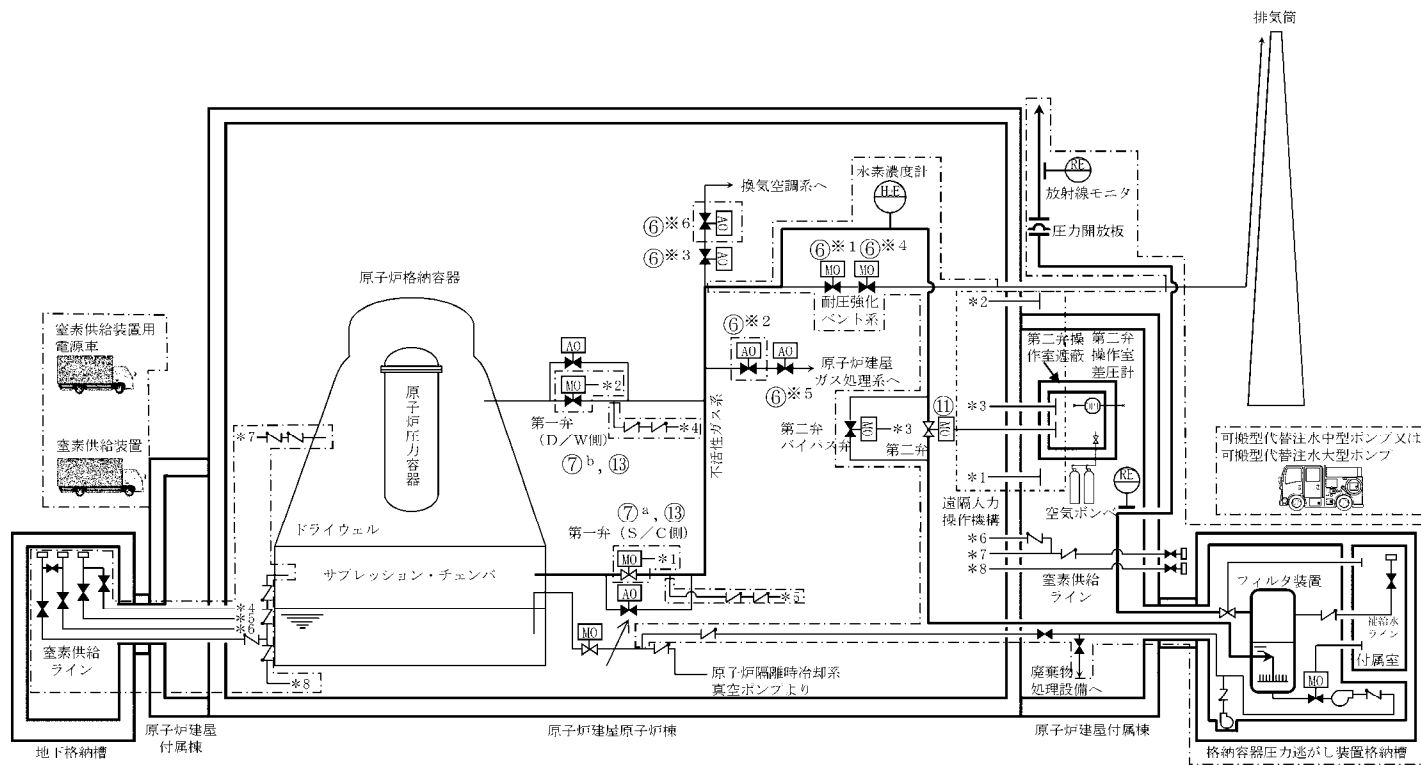 排気筒
水素濃度計
H₂E
RE
放射線モニタ
圧力開放板
換気空調系へ
⑥※6
AO
⑥※3
AO
⑥※1
⑥※4
MO
MO
耐圧強化
ベント系
原子炉格納容器
窒素供給装置用
電源車
窒素供給装置
⑥※2
AO
AO
原子炉建屋
ガス処理系へ
⑥※5
AO
MO
*2
第一弁
(D/W側)
⑦ᵇ, ⑬
*4
不活性ガス系
原子炉圧力容器
*7
第二弁
バイパス弁
MO
*3
第二弁
⑪
MO
*2
*3
*1
第二弁操
作室遮蔽
第二弁
操作室
差圧計
DPI
RE
空気ボンベ
遠隔人力
操作機構
可搬型代替注水中型ポンプ又は
可搬型代替注水大型ポンプ
ドライウェル
⑦ᵃ, ⑬
第一弁(S/C側)
MO
*1
AO
*5
サプレッション・チェンバ
*6
*7
*8
窒素供給
ライン
フィルタ装置
補給水
ライン
付属室
MO
*4
*5
*6
窒素供給
ライン
*8
MO
原子炉隔離時冷却系
真空ポンプより
廃棄物
処理設備へ
地下格納槽
原子炉建屋
付属棟
原子炉建屋原子炉棟
原子炉建屋付属棟
格納容器圧力逃がし装置格納槽